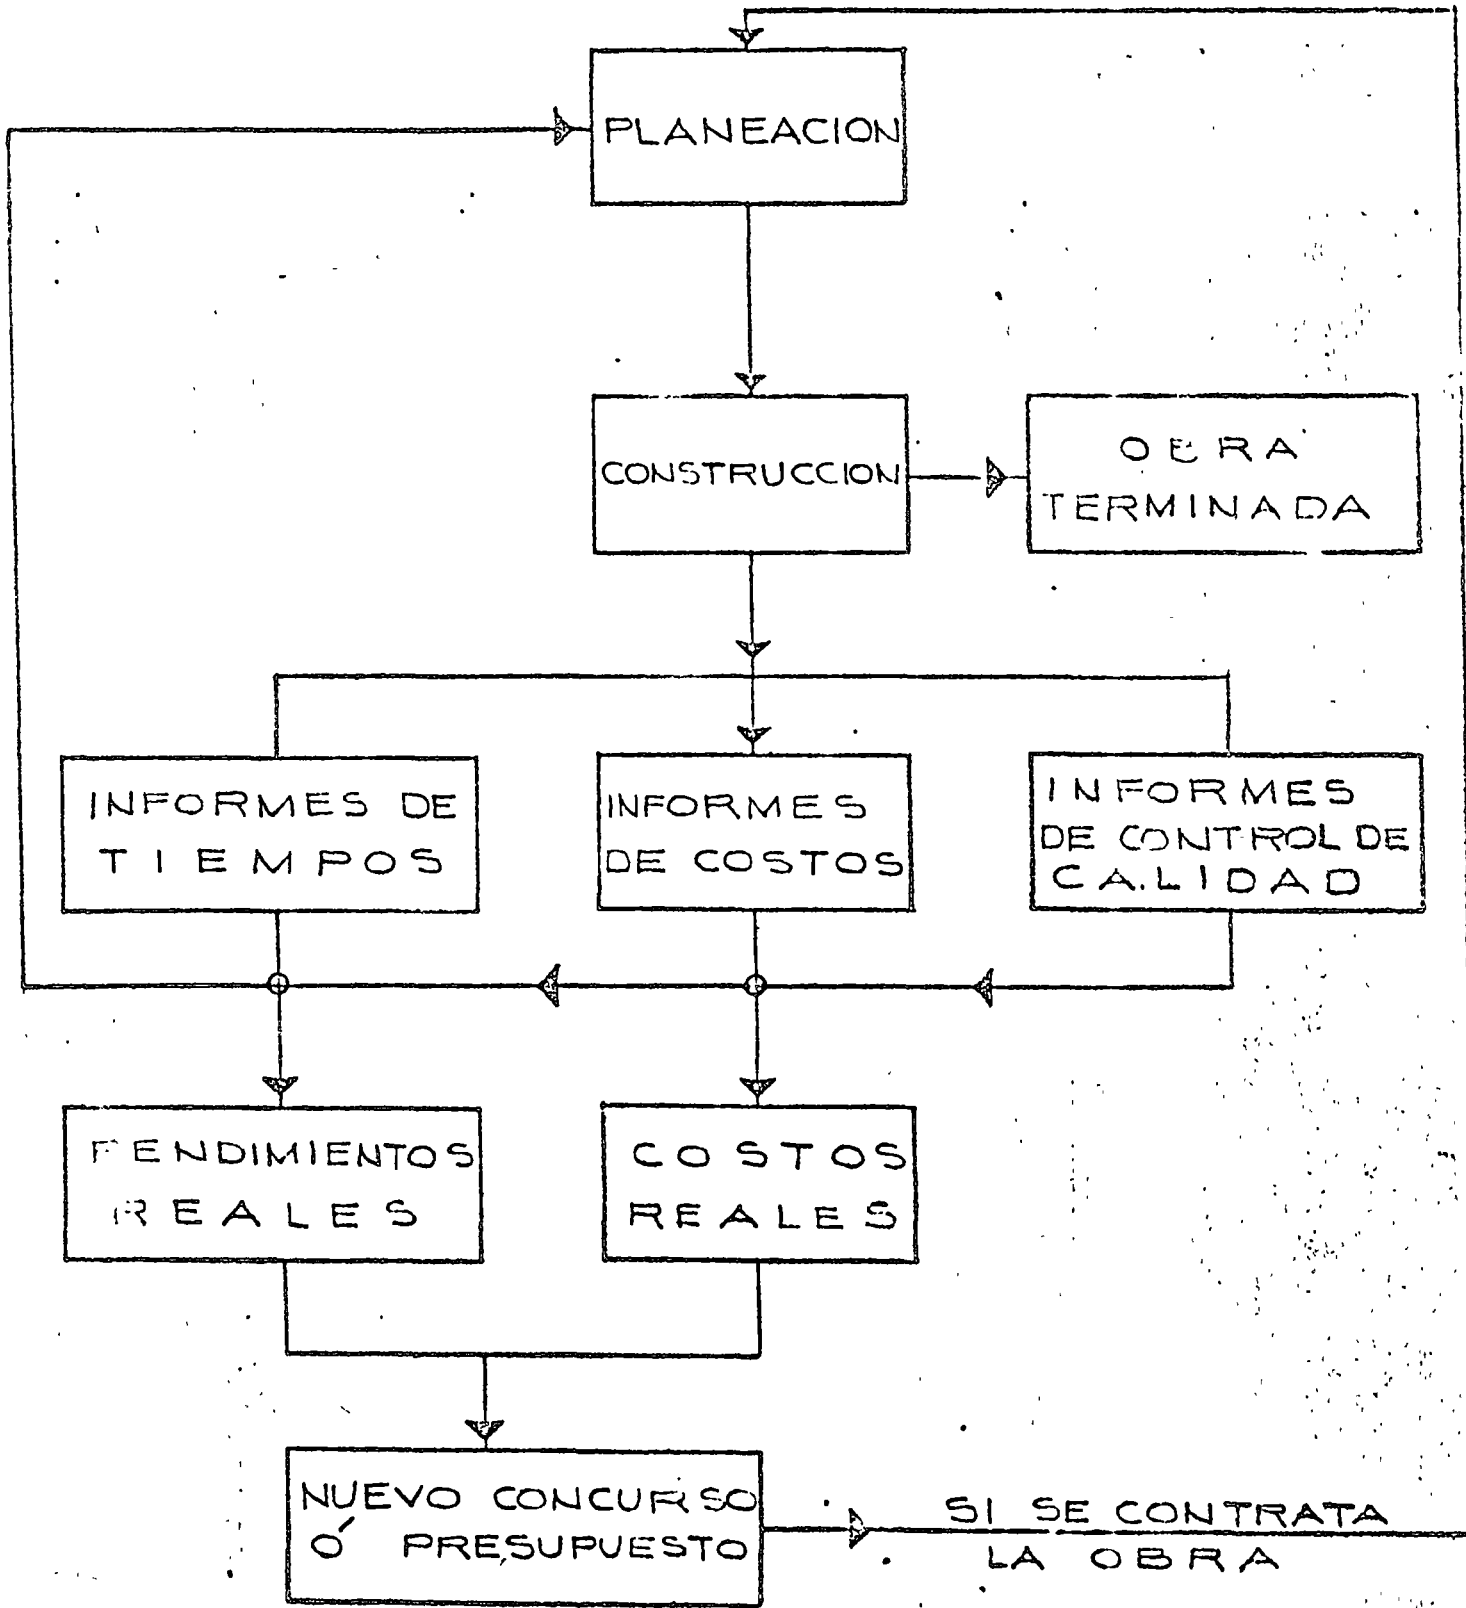 PLANEACION
CONSTRUCCION
OBRA
TERMINADA
INFORMES DE
TIEMPOS
INFORMES
DE COSTOS
INFORMES
DE CONTROL DE
CALIDAD
RENDIMIENTOS
REALES
COSTOS
REALES
NUEVO CONCURSO
Ó PRESUPUESTO
SI SE CONTRATA
LA OBRA